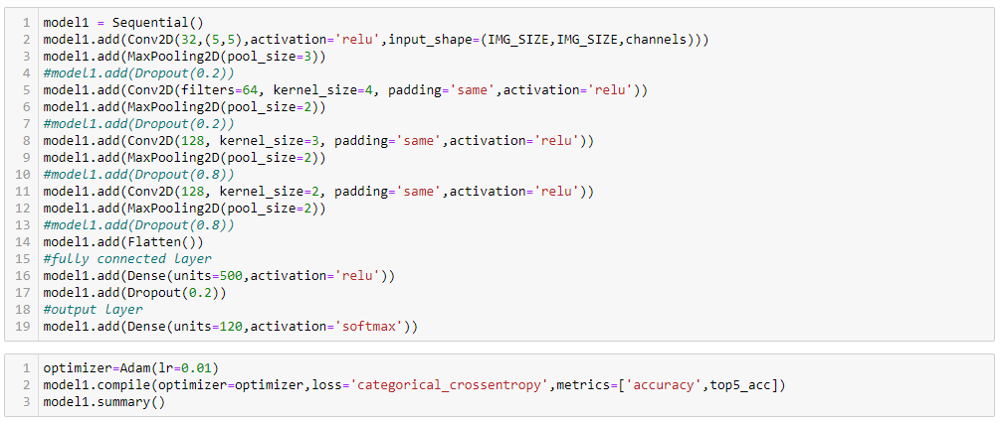 1 model1 = Sequential()
2 model1.add(Conv2D(32,(5,5),activation='relu',input_shape=(IMG_SIZE,IMG_SIZE,channels)))
3 model1.add(MaxPooling2D(pool_size=3))
4 #model1.add(Dropout(0.2))
5 model1.add(Conv2D(filters=64, kernel_size=4, padding='same',activation='relu'))
6 model1.add(MaxPooling2D(pool_size=2))
7 #model1.add(Dropout(0.2))
8 model1.add(Conv2D(128, kernel_size=3, padding='same',activation='relu'))
9 model1.add(MaxPooling2D(pool_size=2))
10 #model1.add(Dropout(0.8))
11 model1.add(Conv2D(128, kernel_size=2, padding='same',activation='relu'))
12 model1.add(MaxPooling2D(pool_size=2))
13 #model1.add(Dropout(0.8))
14 model1.add(Flatten())
15 #fully connected layer
16 model1.add(Dense(units=500,activation='relu'))
17 model1.add(Dropout(0.2))
18 #output layer
19 model1.add(Dense(units=120,activation='softmax'))
1 optimizer=Adam(lr=0.01)
2 model1.compile(optimizer=optimizer,loss='categorical_crossentropy',metrics=['accuracy',top5_acc])
3 model1.summary()